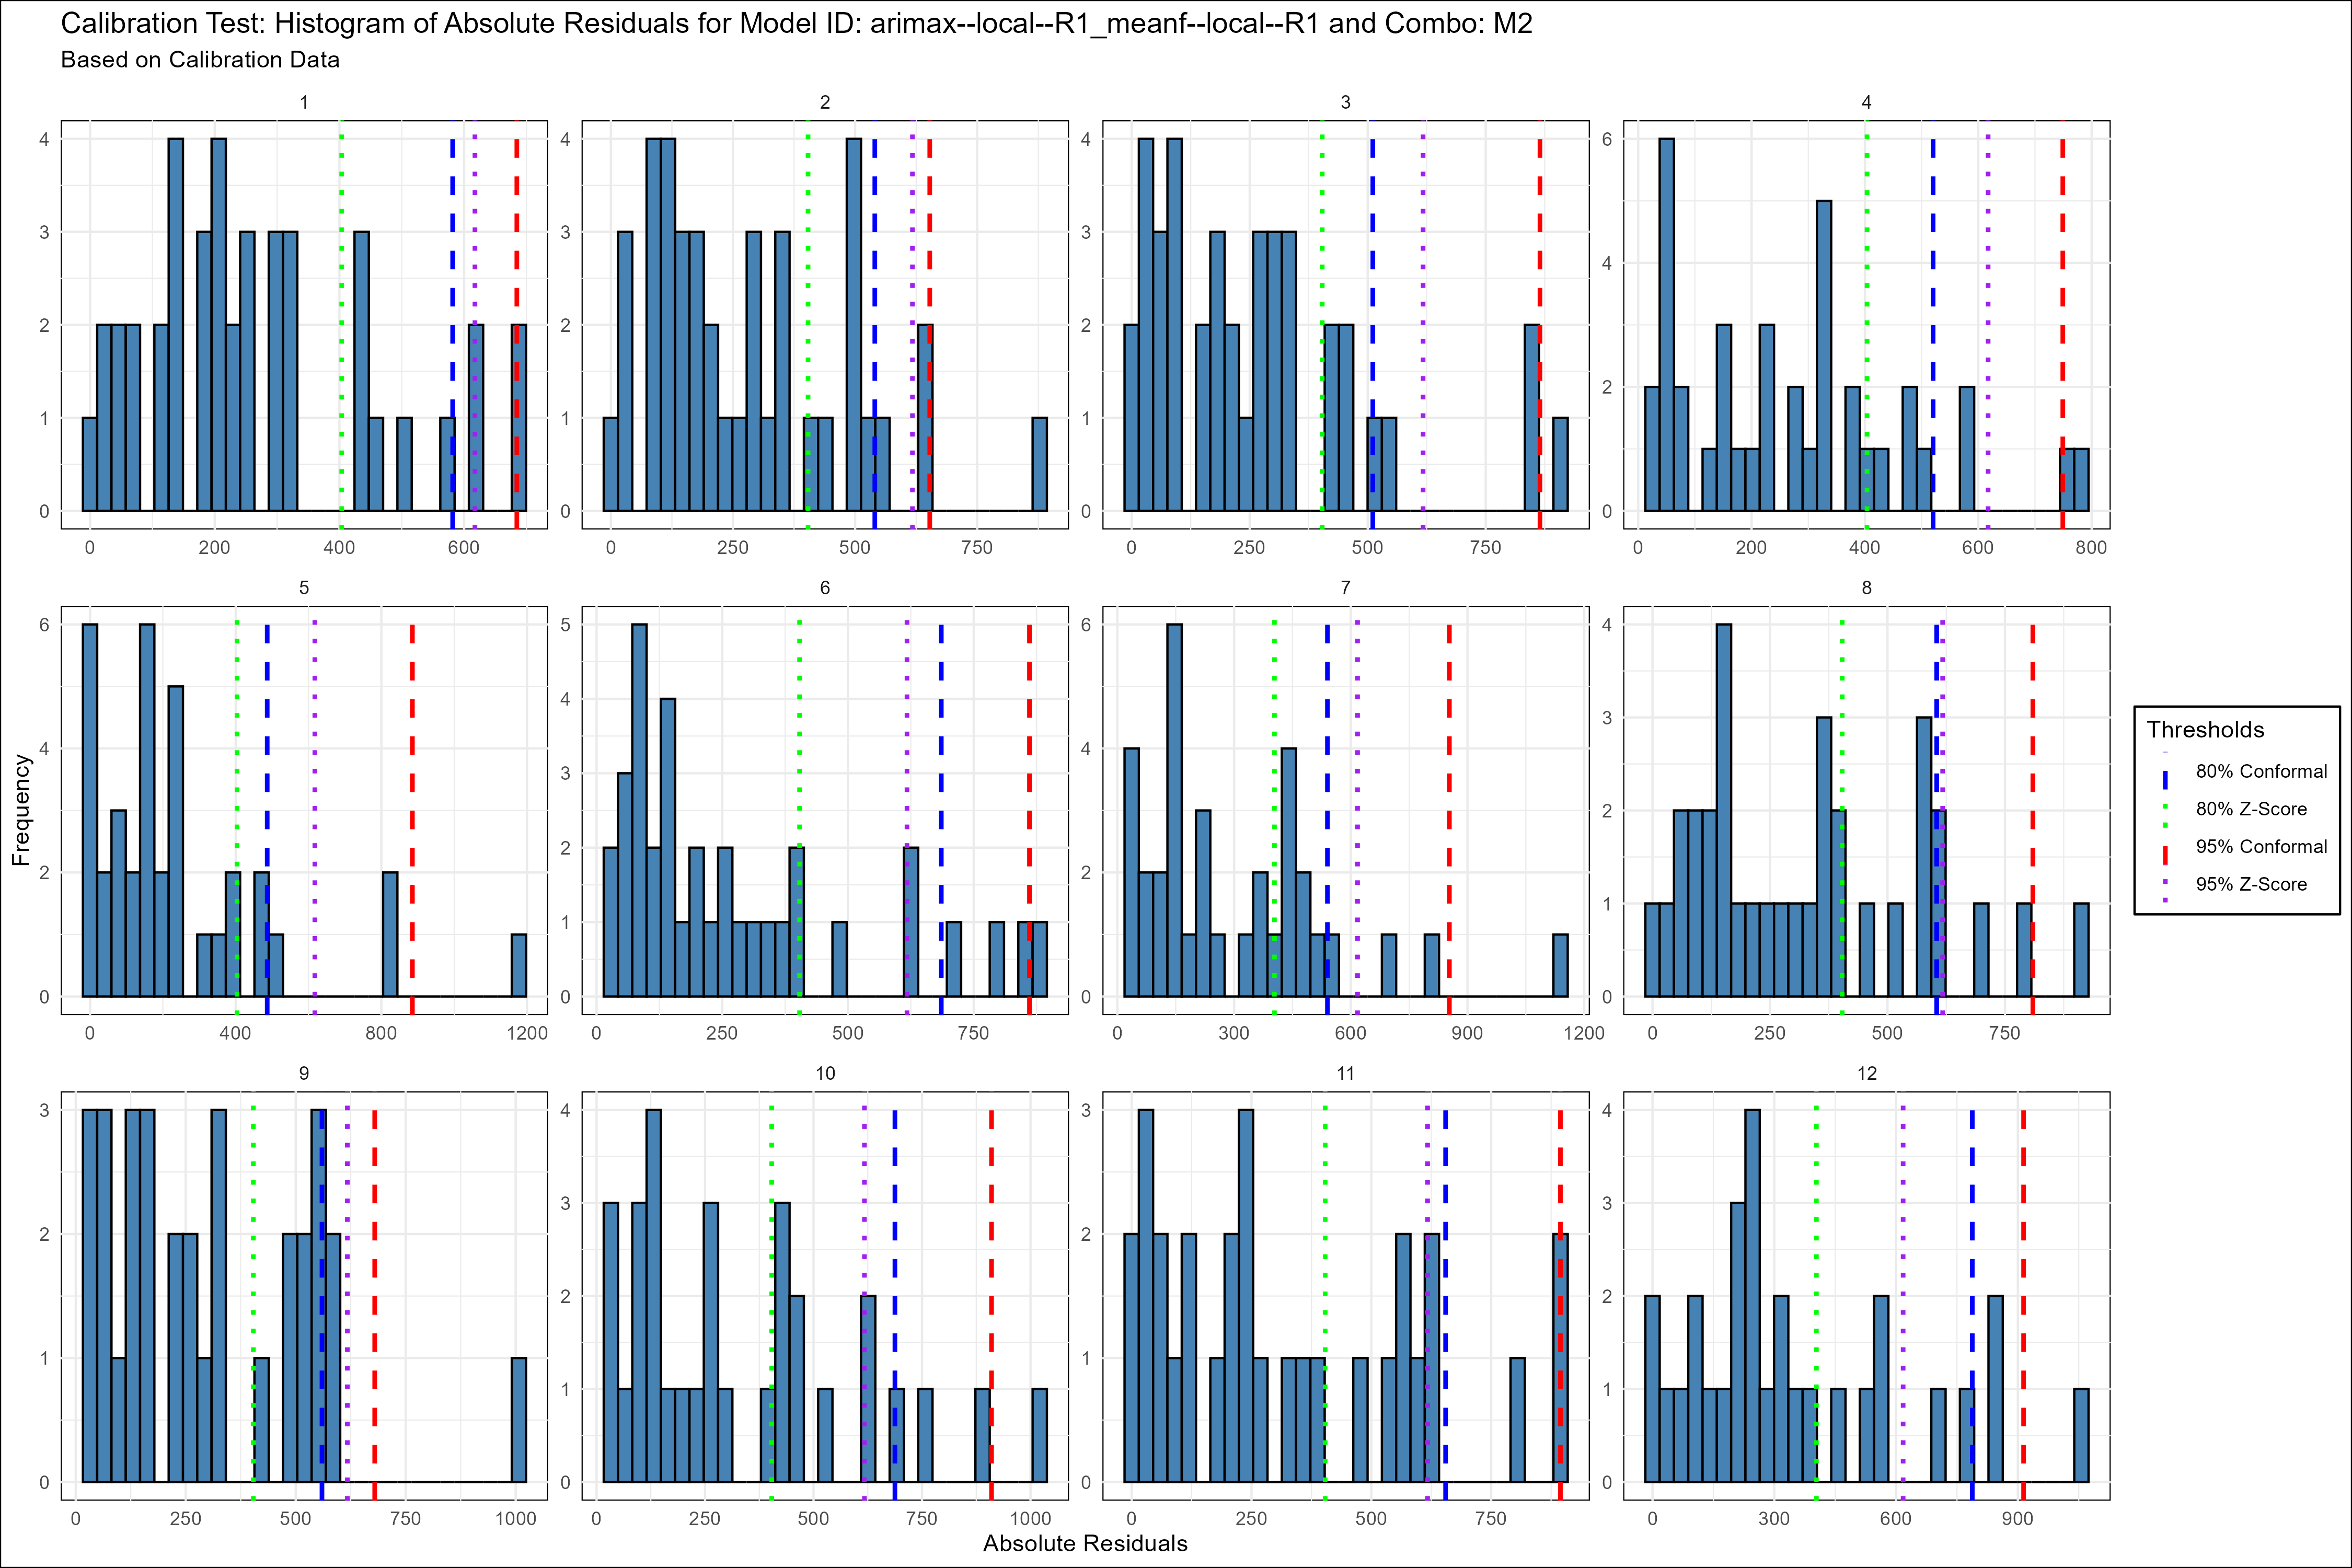 Calibration Test: Histogram of Absolute Residuals for Model ID: arimax--local--R1_meanf--local--R1 and Combo: M2
Based on Calibration Data
1 2 3 4
4 3 2 1 0
4 3 2 1 0
4 3 2 1 0
6 4 2 0
0 200 400 600
0 250 500 750
0 250 500 750
0 200 400 600 800
5 6 7 8
6 4 2 0
5 4 3 2 1 0
6 4 2
4 3 2 1 0
0 400 800 1200
0 250 500 750
0 300 600 900 1200
0 250 500 750
9 10 11 12
3 2 1 0
4 3 2 1 0
3 2 1 0
4 3 2 1 0
0 250 500 750 1000
0 250 500 750 1000
0 250 500 750
0 300 600 900
Frequency
Absolute Residuals
Thresholds
80% Conformal
80% Z-Score
95% Conformal
95% Z-Score